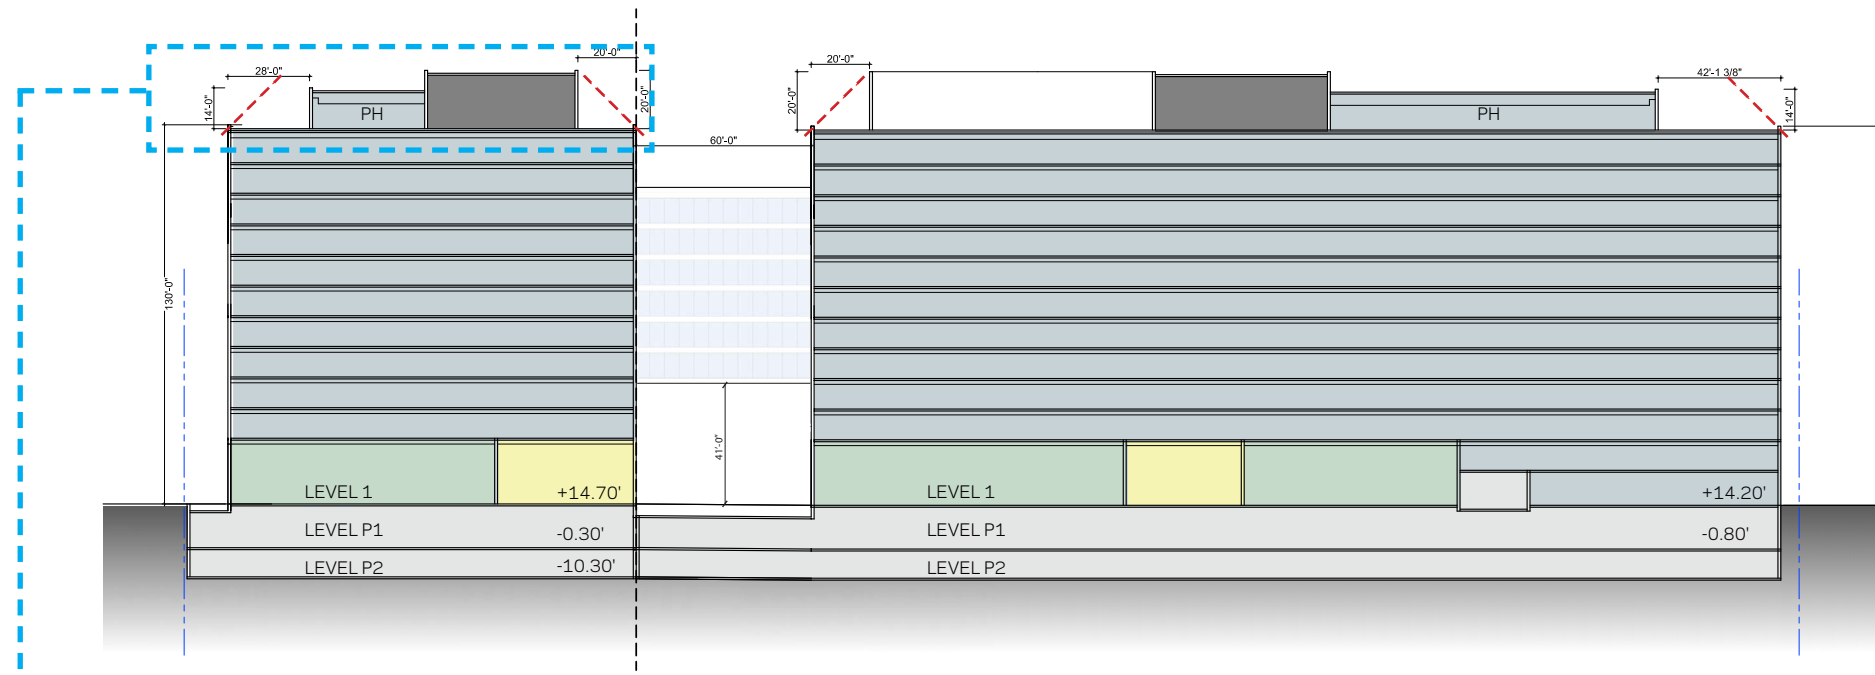 20'-0"
28'-0"
14'-0"
20'-0"
PH
20'-0"
20'-0"
42'-1 3/8"
14'-0"
PH
60'-0"
130'-0"
41'-0"
LEVEL 1
+14.70'
LEVEL 1
+14.20'
LEVEL P1
-0.30'
LEVEL P1
-0.80'
LEVEL P2
-10.30'
LEVEL P2